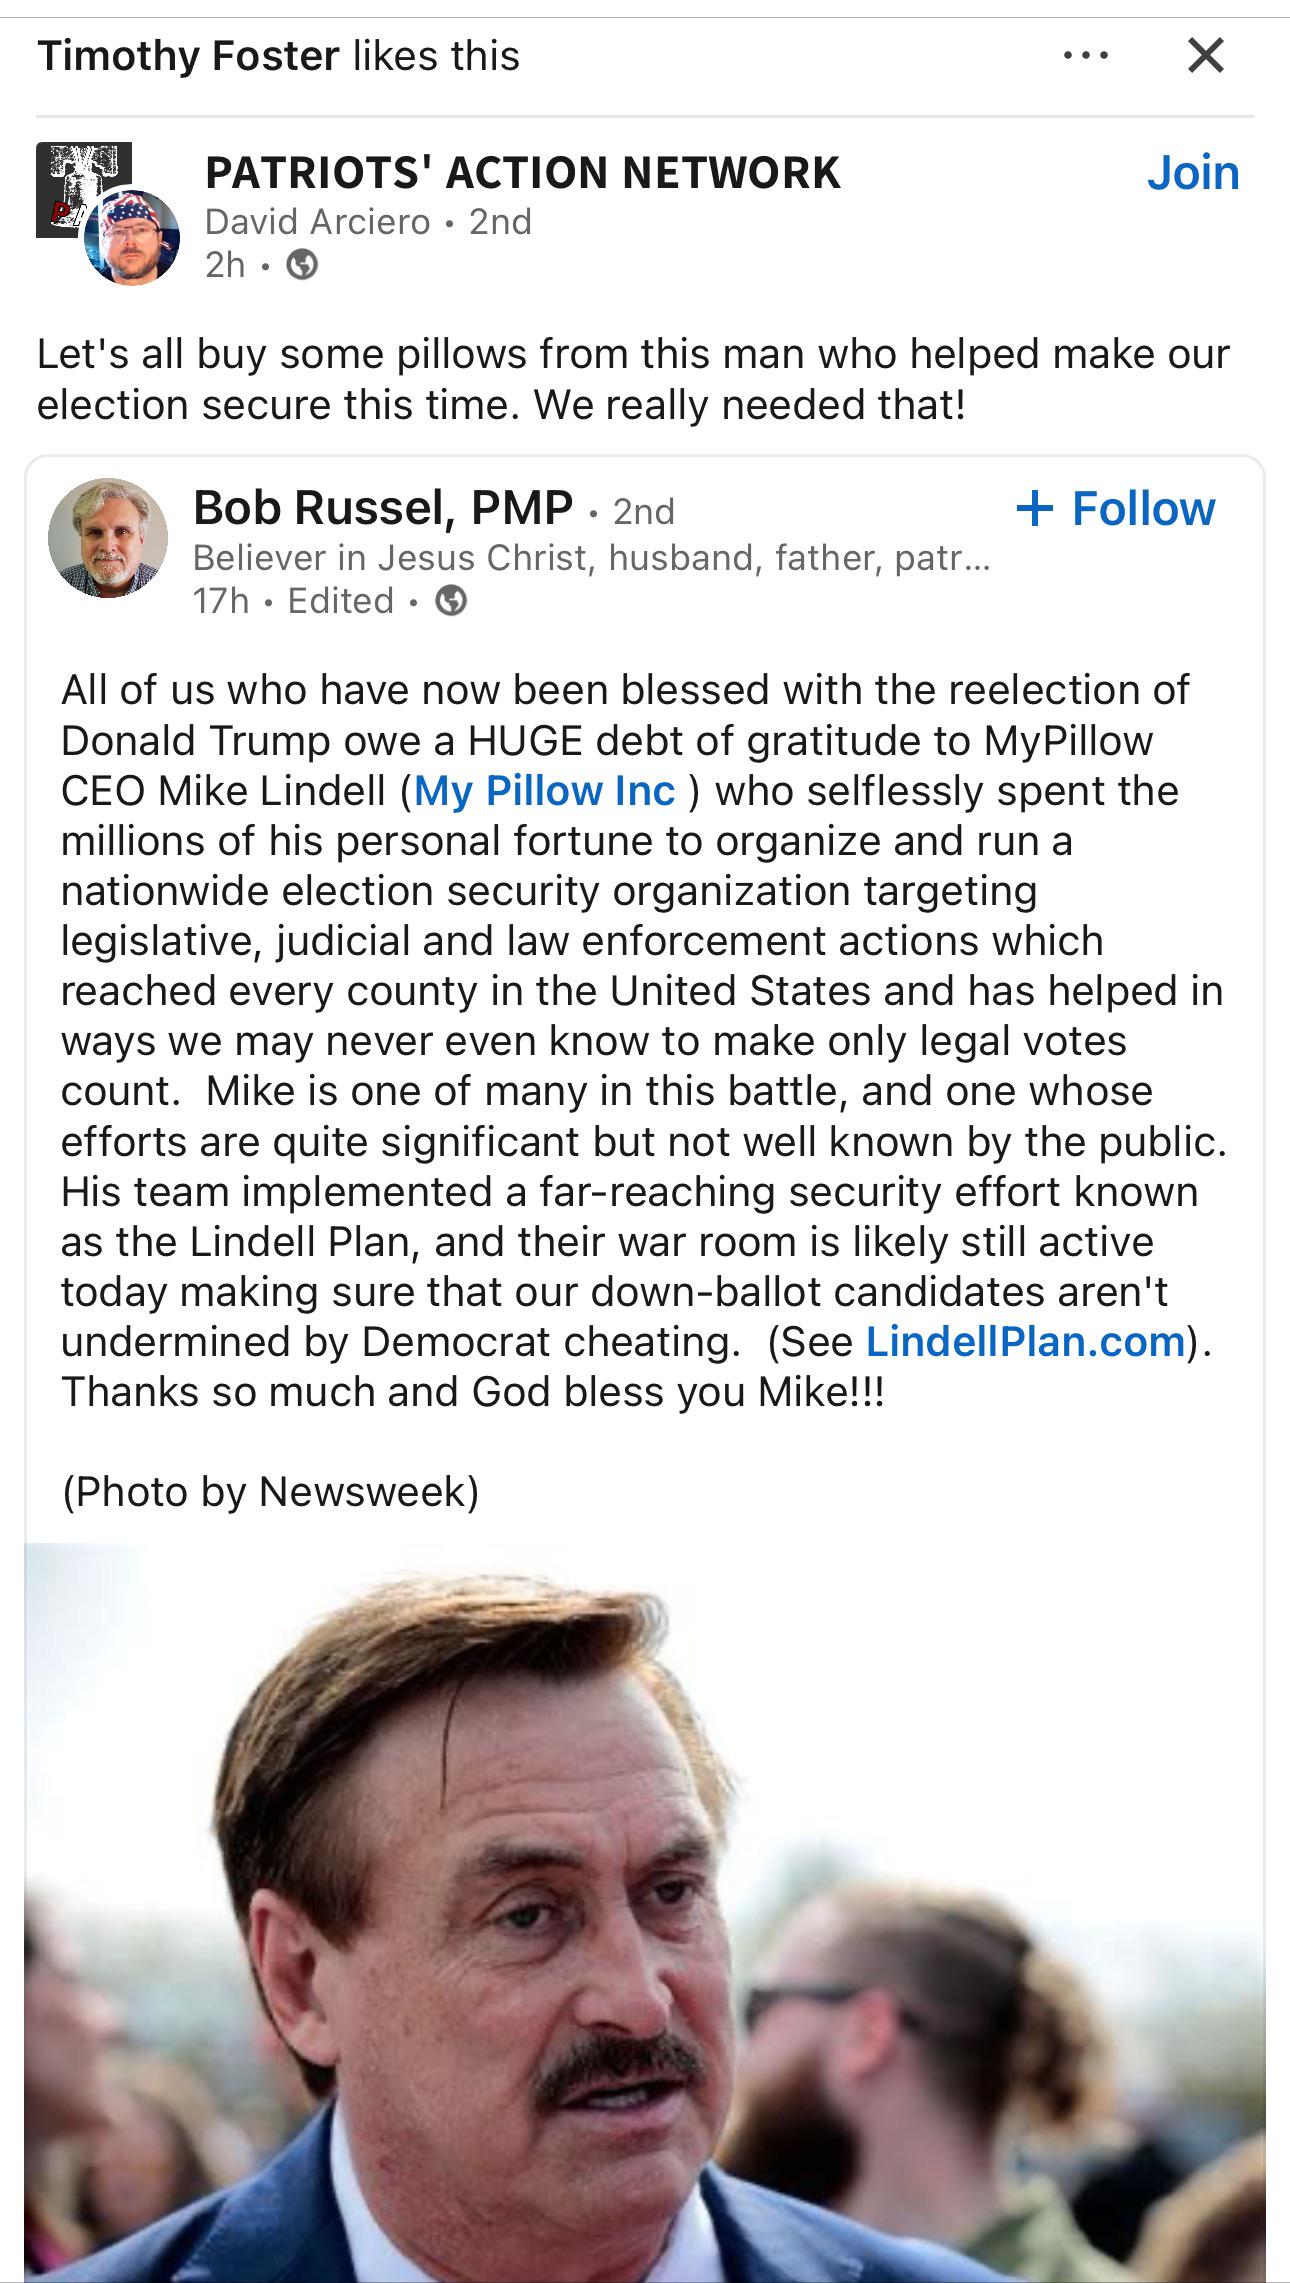 Timothy Foster likes this
PATRIOTS' ACTION NETWORK
Join
David Arciero • 2nd
2h •
Let's all buy some pillows from this man who helped make our
election secure this time. We really needed that!
Bob Russel, PMP • 2nd
+ Follow
Believer in Jesus Christ, husband, father, patr...
17h • Edited •
All of us who have now been blessed with the reelection of
Donald Trump owe a HUGE debt of gratitude to MyPillow
CEO Mike Lindell (My Pillow Inc ) who selflessly spent the
millions of his personal fortune to organize and run a
nationwide election security organization targeting
legislative, judicial and law enforcement actions which
reached every county in the United States and has helped in
ways we may never even know to make only legal votes
count.  Mike is one of many in this battle, and one whose
efforts are quite significant but not well known by the public.
His team implemented a far-reaching security effort known
as the Lindell Plan, and their war room is likely still active
today making sure that our down-ballot candidates aren't
undermined by Democrat cheating.  (See LindellPlan.com).
Thanks so much and God bless you Mike!!!
(Photo by Newsweek)